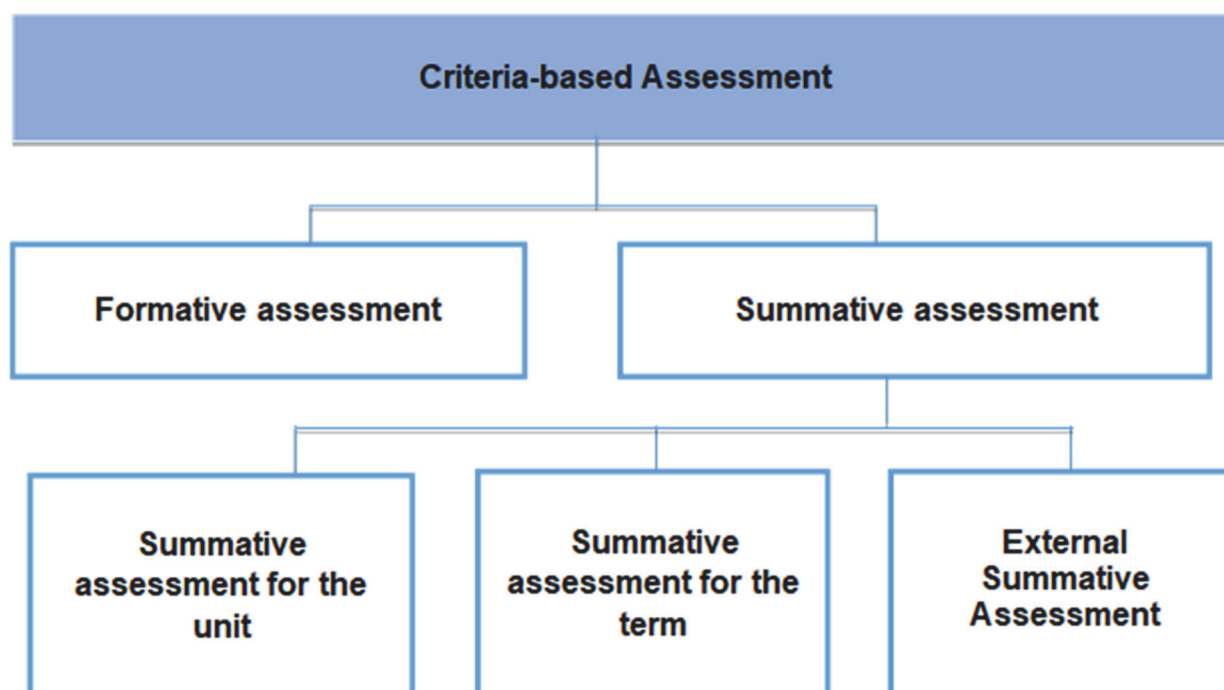 Criteria-based Assessment
Formative assessment
Summative assessment
Summative
assessment for the
unit
Summative
assessment for the
term
External
Summative
Assessment